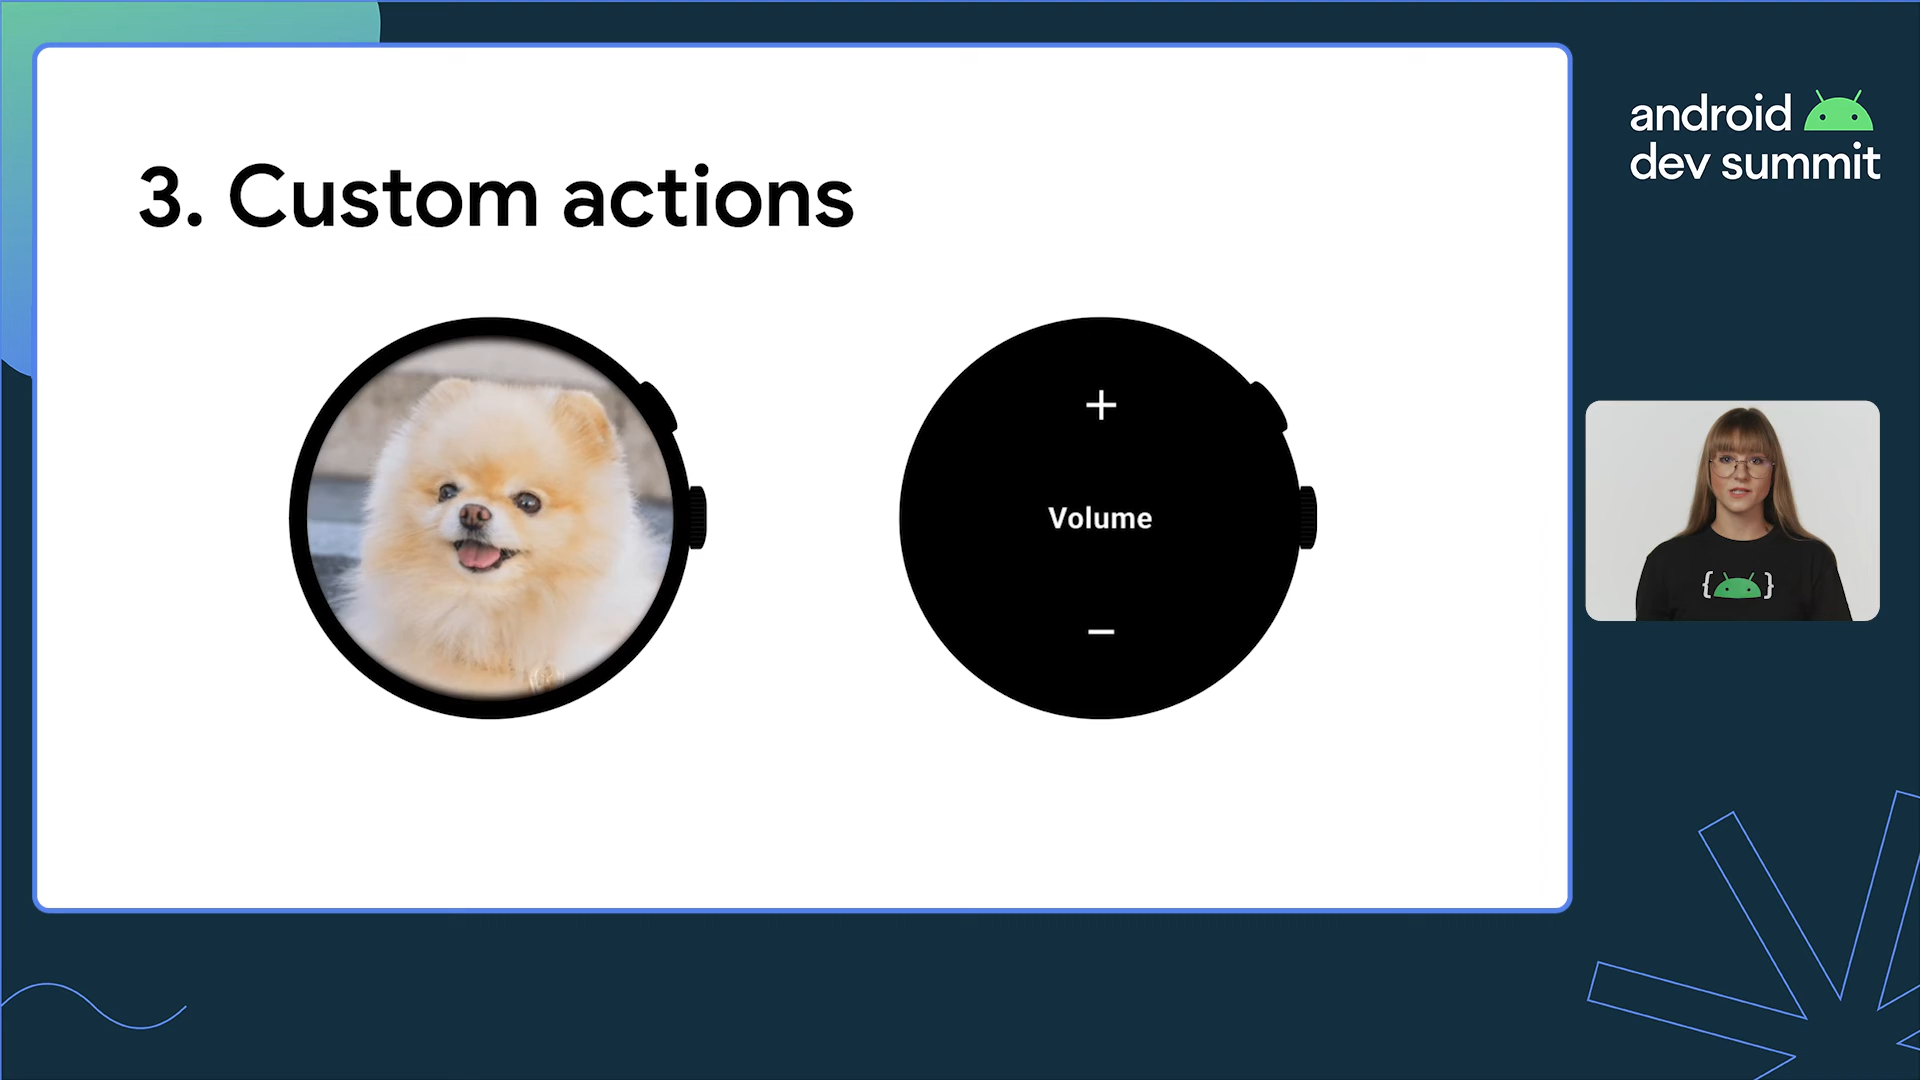 3. Custom actions
+
Volume
−
android
dev summit
{ }